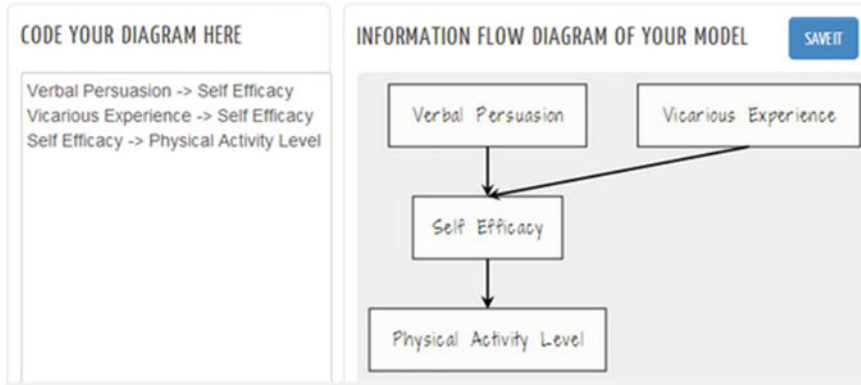 CODE YOUR DIAGRAM HERE
Verbal Persuasion -> Self Efficacy
Vicarious Experience -> Self Efficacy
Self Efficacy -> Physical Activity Level
INFORMATION FLOW DIAGRAM OF YOUR MODEL
SAVE IT
Verbal Persuasion
Vicarious Experience
Self Efficacy
Physical Activity Level